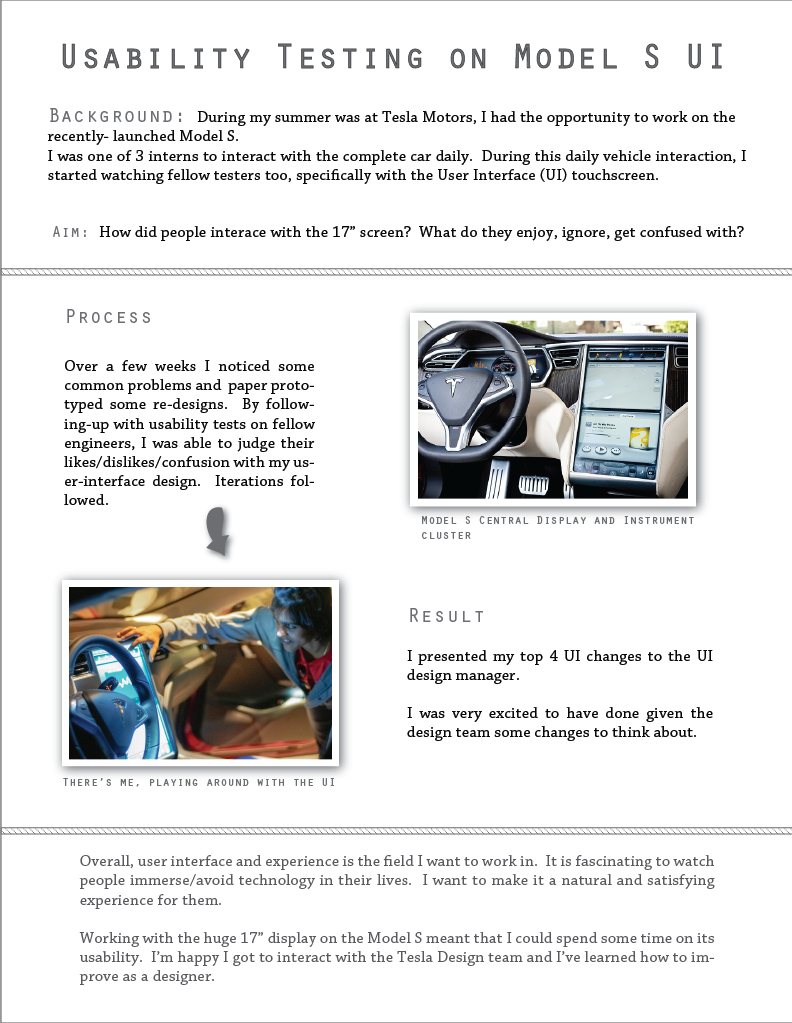 Usability Testing on Model S UI
Background: During my summer was at Tesla Motors, I had the opportunity to work on the
recently- launched Model S.
I was one of 3 interns to interact with the complete car daily. During this daily vehicle interaction, I
started watching fellow testers too, specifically with the User Interface (UI) touchscreen.
Aim: How did people interace with the 17” screen? What do they enjoy, ignore, get confused with?
Process
Over a few weeks I noticed some
common problems and paper proto-
typed some re-designs. By follow-
ing-up with usability tests on fellow
engineers, I was able to judge their
likes/dislikes/confusion with my us-
er-interface design. Iterations fol-
lowed.
Model S Central Display and Instrument
cluster
There's me, playing around with the UI
Result
I presented my top 4 UI changes to the UI
design manager.
I was very excited to have done given the
design team some changes to think about.
Overall, user interface and experience is the field I want to work in. It is fascinating to watch
people immerse/avoid technology in their lives. I want to make it a natural and satisfying
experience for them.
Working with the huge 17” display on the Model S meant that I could spend some time on its
usability. I'm happy I got to interact with the Tesla Design team and I've learned how to im-
prove as a designer.